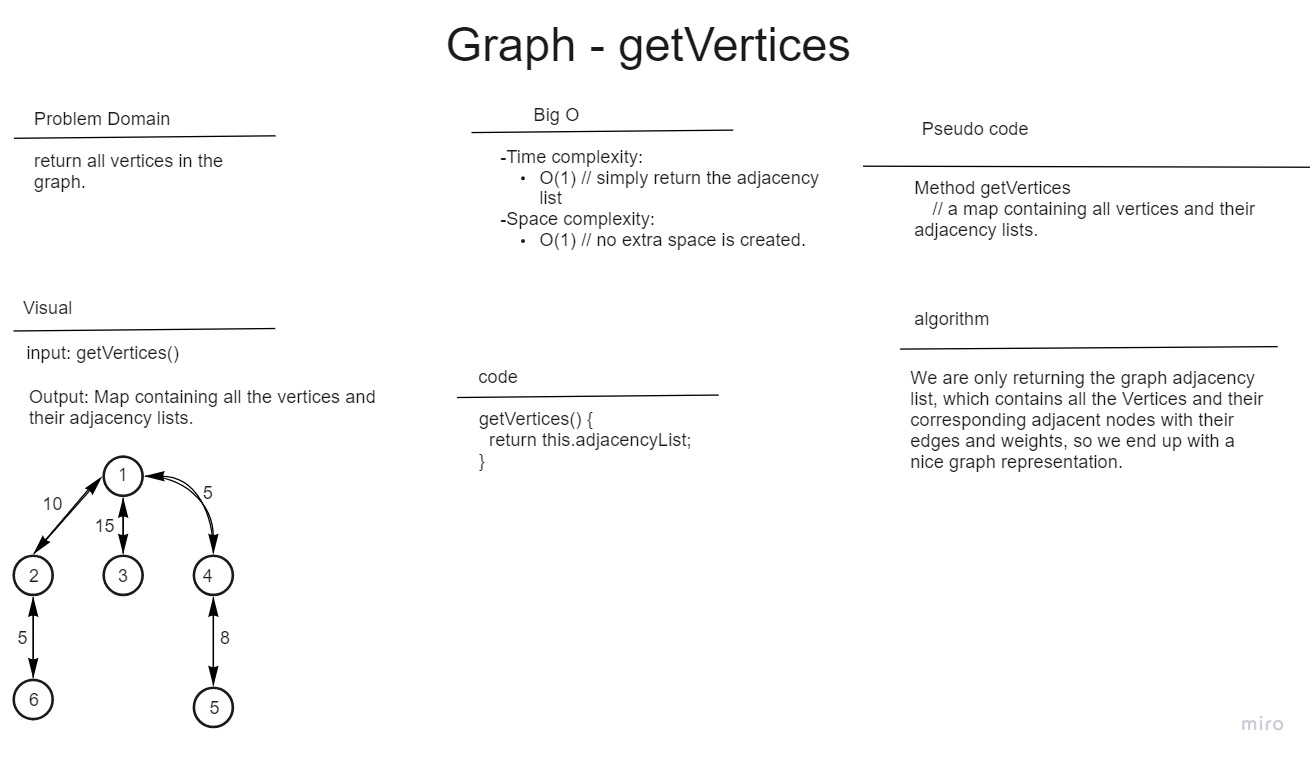 Graph - getVertices
Problem Domain
return all vertices in the
graph.
Big O
-Time complexity:
• O(1) // simply return the adjacency
list
-Space complexity:
• O(1) // no extra space is created.
Pseudo code
Method getVertices
// a map containing all vertices and their
adjacency lists.
Visual
input: getVertices()
Output: Map containing all the vertices and
their adjacency lists.
1
10
15
5
2
3
4
5
8
6
5
code
getVertices() {
return this.adjacencyList;
}
algorithm
We are only returning the graph adjacency
list, which contains all the Vertices and their
corresponding adjacent nodes with their
edges and weights, so we end up with a
nice graph representation.
miro